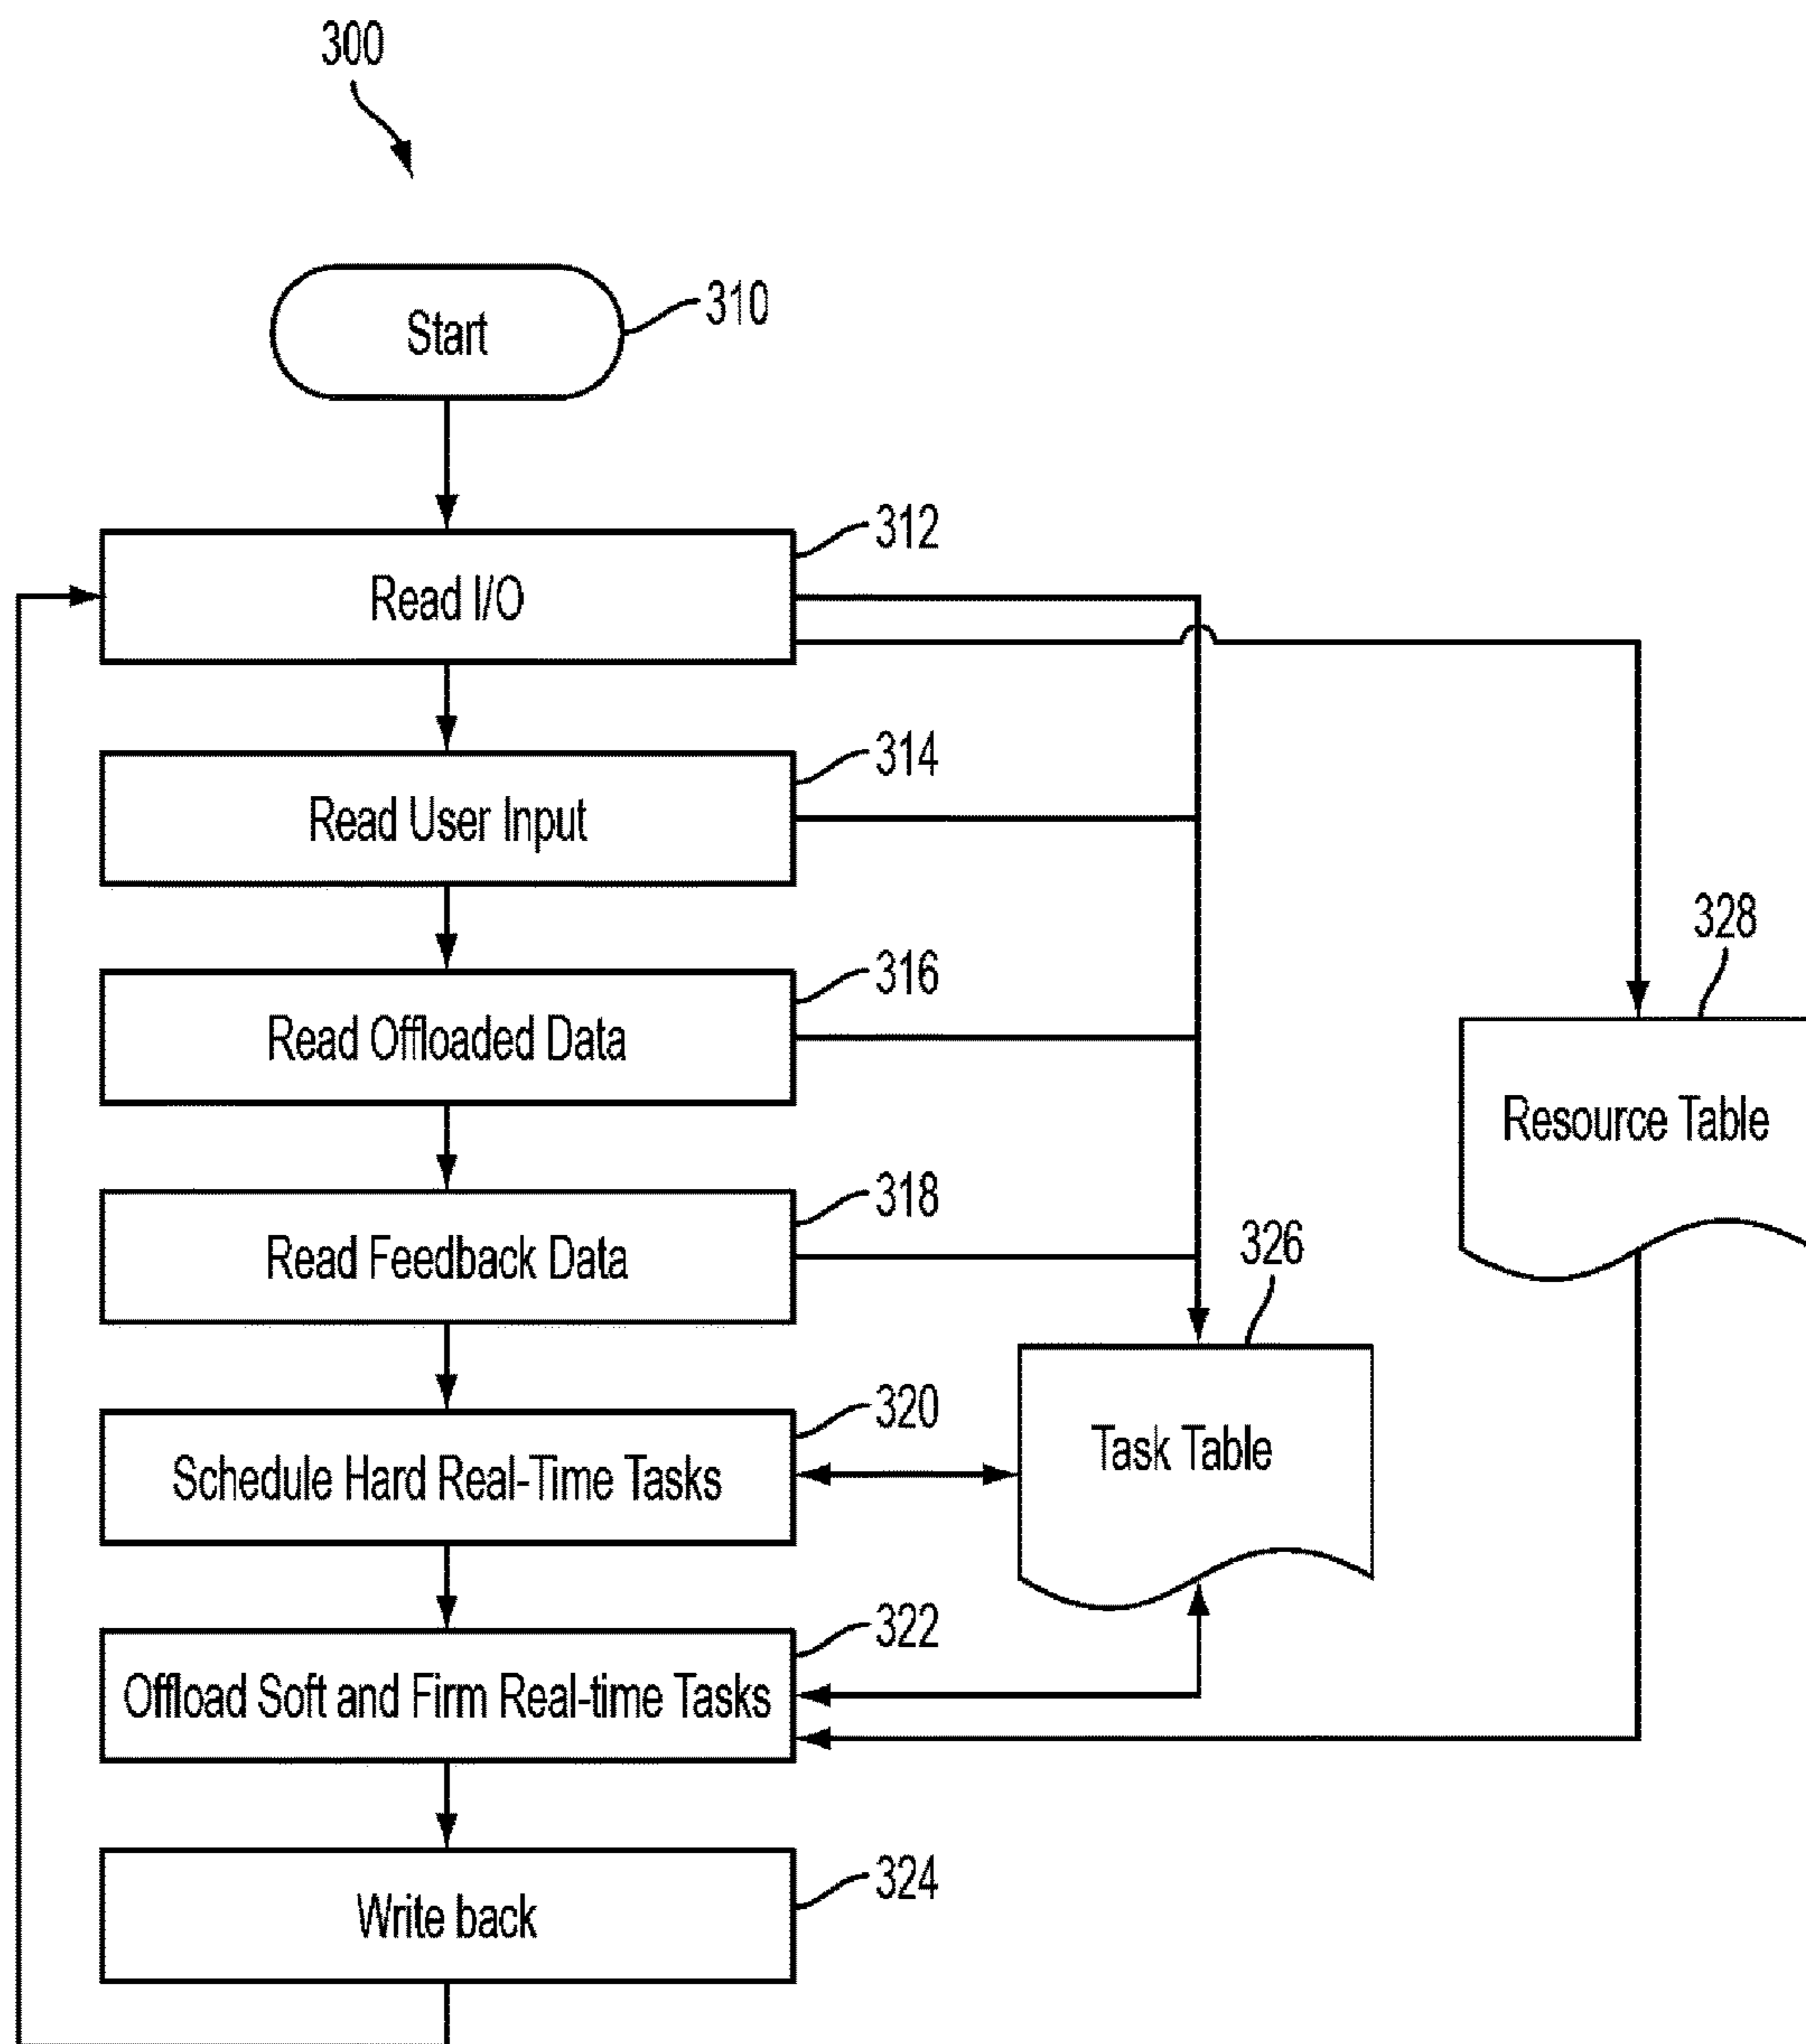 300
Start
310
Read I/O
312
Read User Input
314
Read Offloaded Data
316
Read Feedback Data
318
Schedule Hard Real-Time Tasks
320
Offload Soft and Firm Real-time Tasks
322
Write back
324
Task Table
326
Resource Table
328